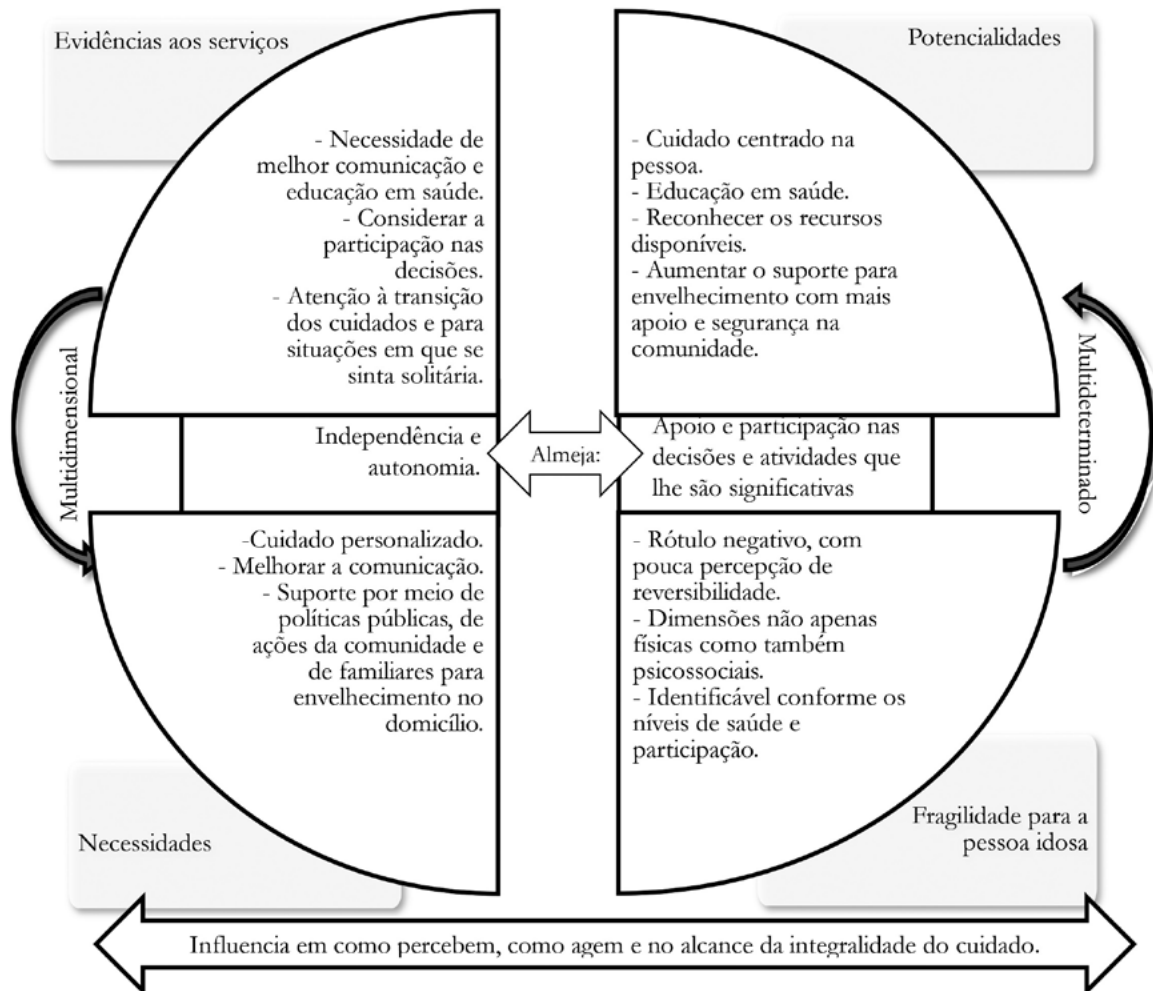 Evidências aos serviços
- Necessidade de
melhor comunicação e
educação em saúde.
- Considerar a
participação nas
decisões.
- Atenção à transição
dos cuidados e para
situações em que se
sinta solitária.
Potencialidades
- Cuidado centrado na
pessoa.
- Educação em saúde.
- Reconhecer os recursos
disponíveis.
- Aumentar o suporte para
envelhecimento com mais
apoio e segurança na
comunidade.
Multidimensional
Independência e
autonomia.
Almeja:
Apoio e participação nas
decisões e atividades que
lhe são significativas
Multideterminado
-Cuidado personalizado.
- Melhorar a comunicação.
- Suporte por meio de
políticas públicas, de
ações da comunidade e
de familiares para
envelhecimento no
domicílio.
Necessidades
- Rótulo negativo, com
pouca percepção de
reversibilidade.
- Dimensões não apenas
físicas como também
psicossociais.
- Identificável conforme os
níveis de saúde e
participação.
Fragilidade para a
pessoa idosa
Influencia em como percebem, como agem e no alcance da integralidade do cuidado.